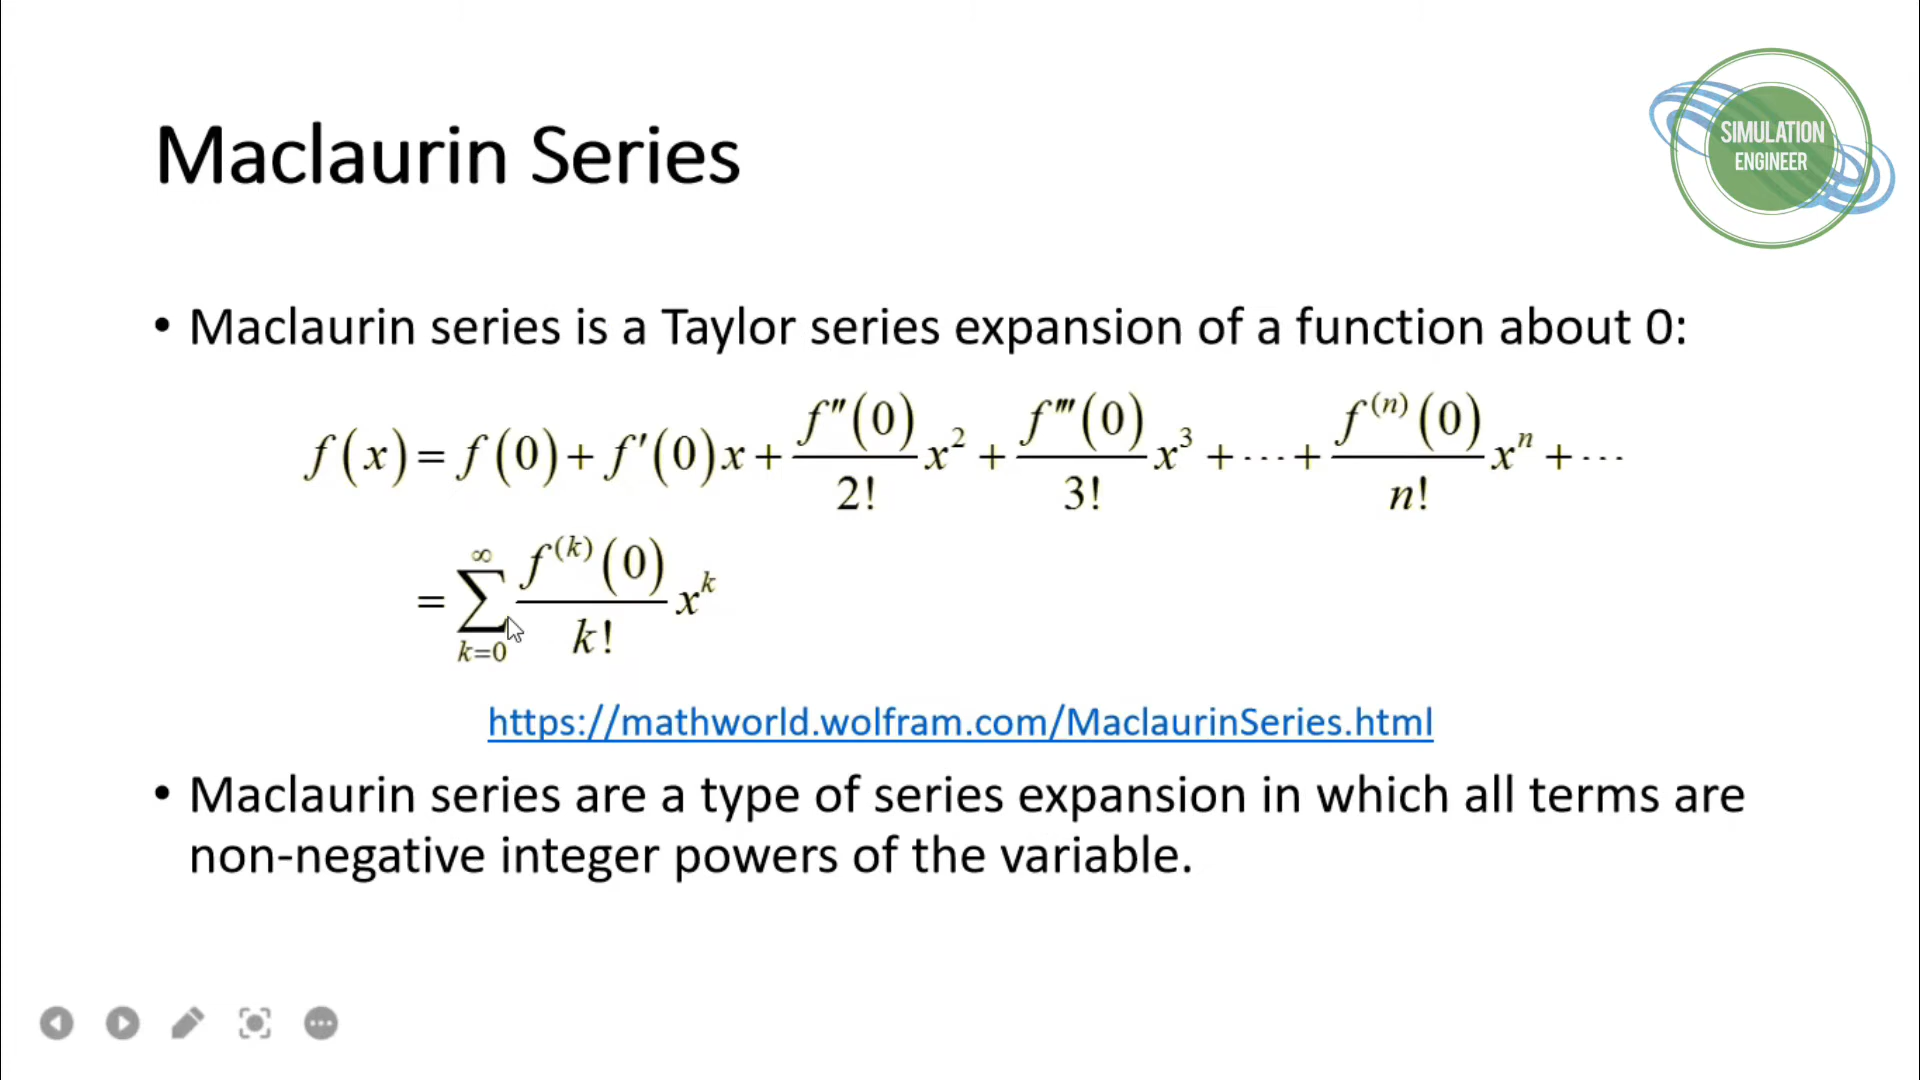 Maclaurin Series
SIMULATION
ENGINEER
• Maclaurin series is a Taylor series expansion of a function about 0:
f(x) = f(0) + f′(0)x + f″(0)/2! x² + f‴(0)/3! x³ + ··· + f⁽ⁿ⁾(0)/n! xⁿ + ···
= ∑_{k=0}^{∞} f⁽ᵏ⁾(0)/k! xᵏ
https://mathworld.wolfram.com/MaclaurinSeries.html
• Maclaurin series are a type of series expansion in which all terms are
non-negative integer powers of the variable.